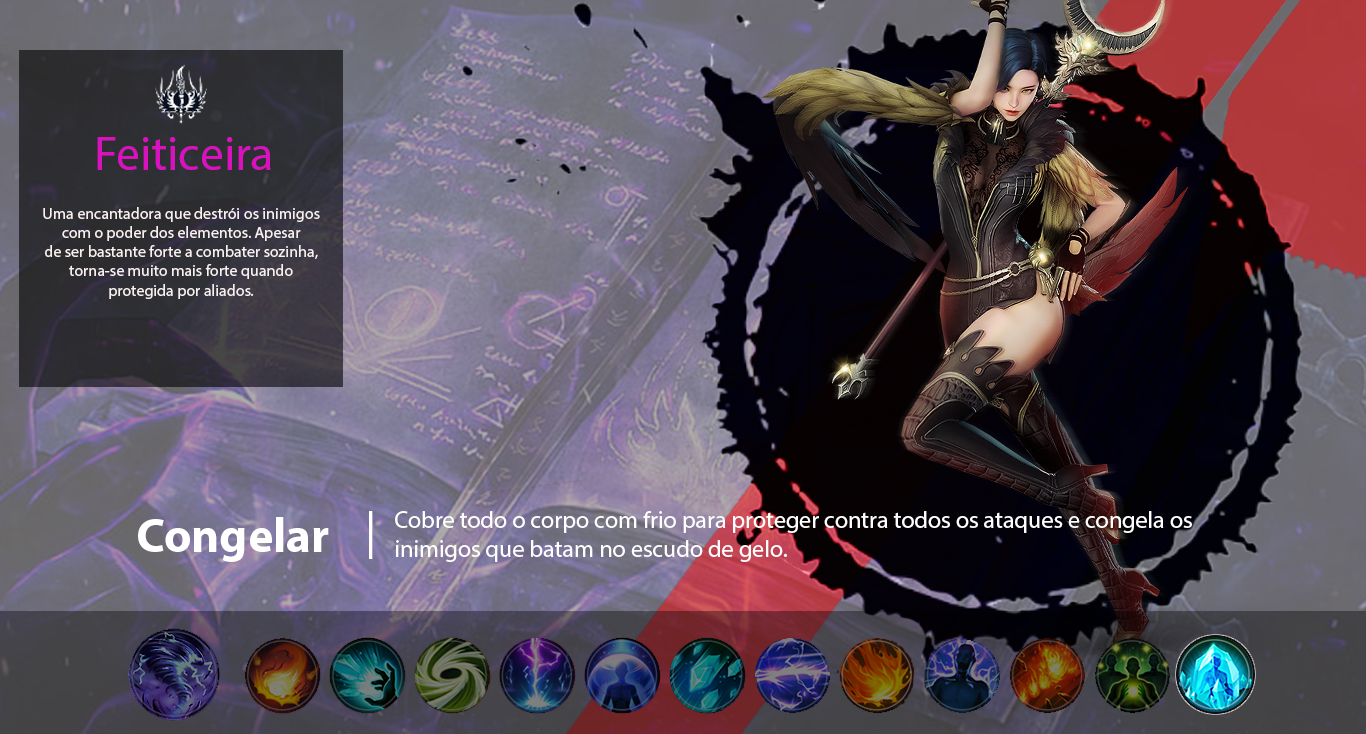 Feiticeira
Uma encantadora que destrói os inimigos
com o poder dos elementos. Apesar
de ser bastante forte a combater sozinha,
torna-se muito mais forte quando
protegida por aliados.
Congelar
Cobre todo o corpo com frio para proteger contra todos os ataques e congela os
inimigos que batam no escudo de gelo.